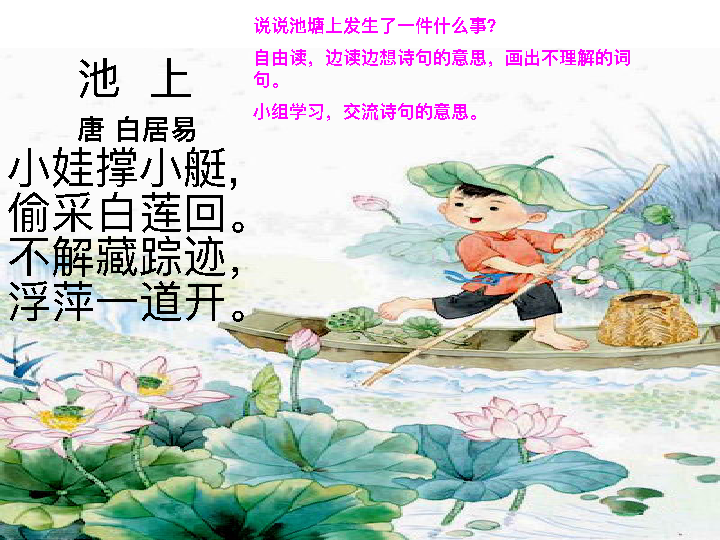 说说池塘上发生了一件什么事?
自由读，边读边想诗句的意思，画出不理解的词
句。
小组学习，交流诗句的意思。
池 上
唐 白居易
小娃撑小艇，
偷采白莲回。
不解藏踪迹，
浮萍一道开。